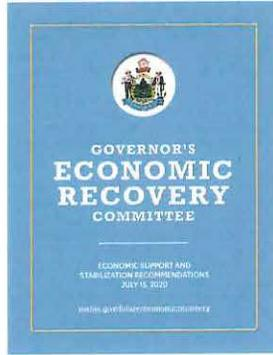 GOVERNOR'S
ECONOMIC
RECOVERY
COMMITTEE
ECONOMIC SUPPORT AND
STABILIZATION RECOMMENDATIONS
JULY 15, 2020